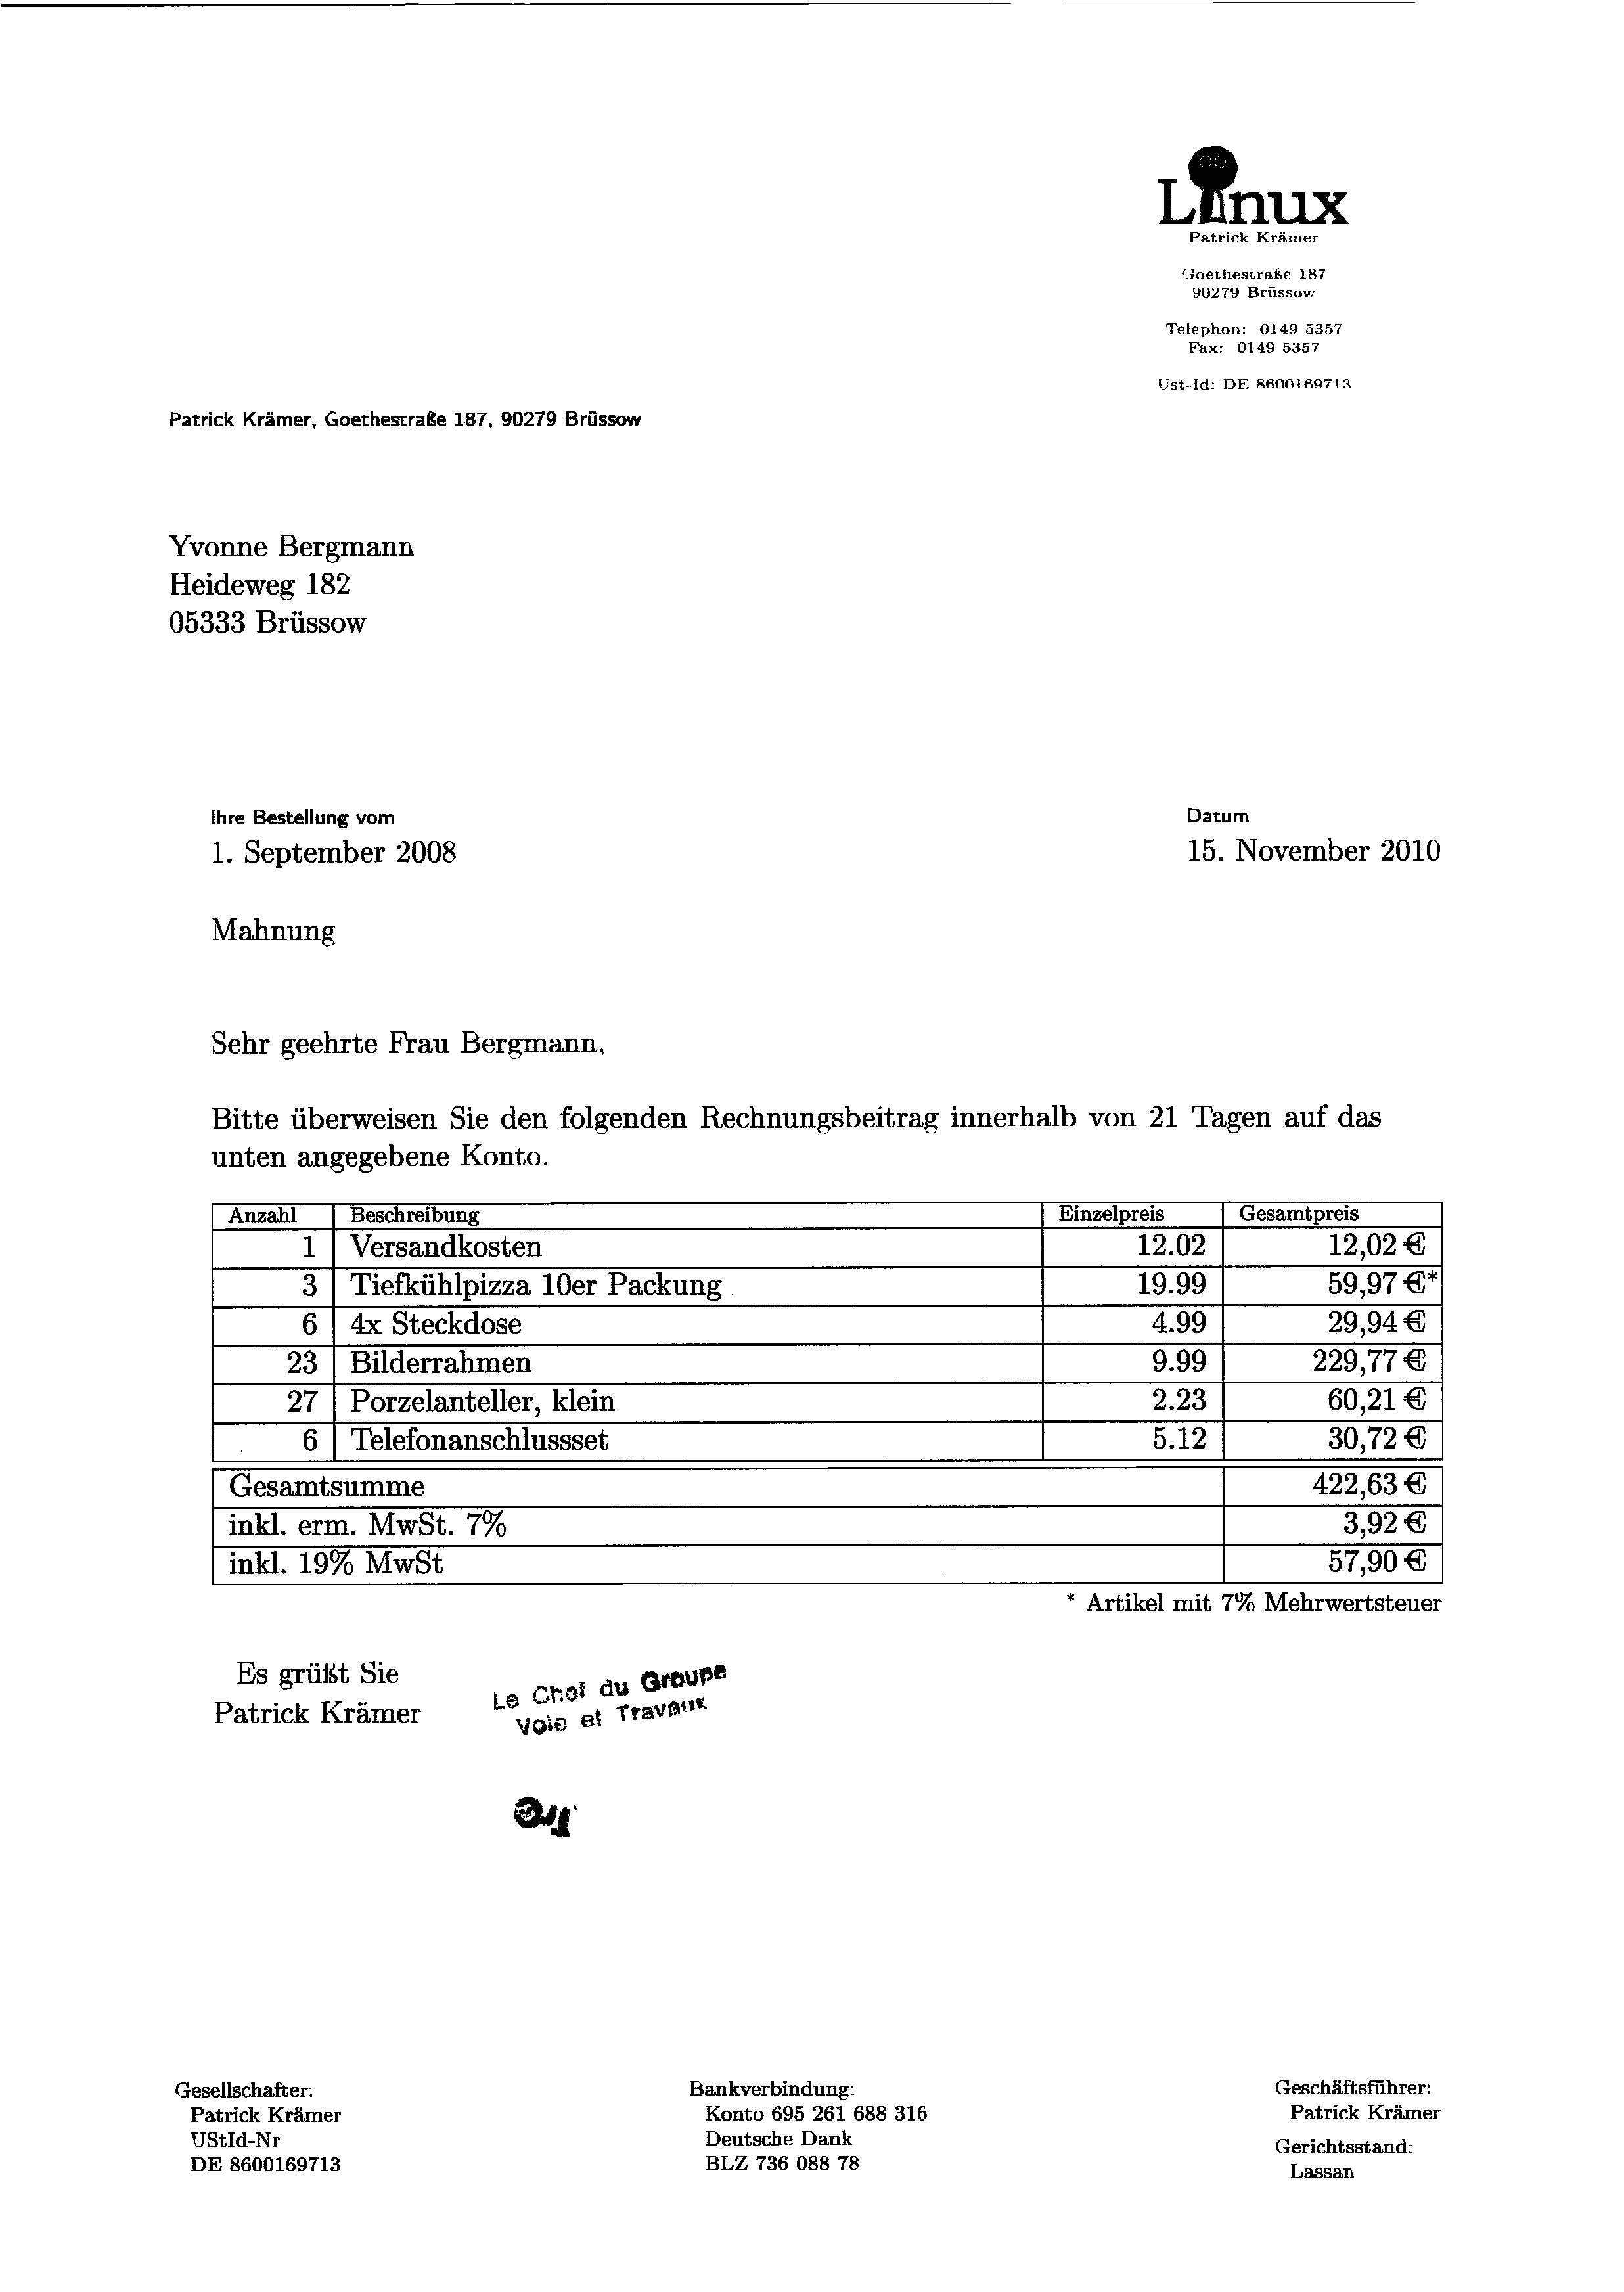 Linux
Patrick Krämer
Goethestraße 187
90279 Brüssow
Telephon: 0149 5357
Fax: 0149 5357
Ust-Id: DE 8600169713
Patrick Krämer, Goethestraße 187, 90279 Brüssow
Yvonne Bergmann
Heideweg 182
05333 Brüssow
Ihre Bestellung vom Datum
1. September 2008 15. November 2010
Mahnung
Sehr geehrte Frau Bergmann,
Bitte überweisen Sie den folgenden Rechnungsbeitrag innerhalb von 21 Tagen auf das
unten angegebene Konto.
Anzahl Beschreibung Einzelpreis Gesamtpreis
1 Versandkosten 12.02 12,02 €
3 Tiefkühlpizza 10er Packung 19.99 59,97 €*
6 4x Steckdose 4.99 29,94 €
23 Bilderrahmen 9.99 229,77 €
27 Porzelanteller, klein 2.23 60,21 €
6 Telefonanschlussset 5.12 30,72 €
Gesamtsumme 422,63 €
inkl. erm. MwSt. 7% 3,92 €
inkl. 19% MwSt 57,90 €
* Artikel mit 7% Mehrwertsteuer
Es grüßt Sie
Patrick Krämer
Le Chef du Groupe
Voie et Travaux
Gesellschafter:
Patrick Krämer
UStId-Nr
DE 8600169713
Bankverbindung:
Konto 695 261 688 316
Deutsche Dank
BLZ 736 088 78
Geschäftsführer:
Patrick Krämer
Gerichtsstand:
Lassan